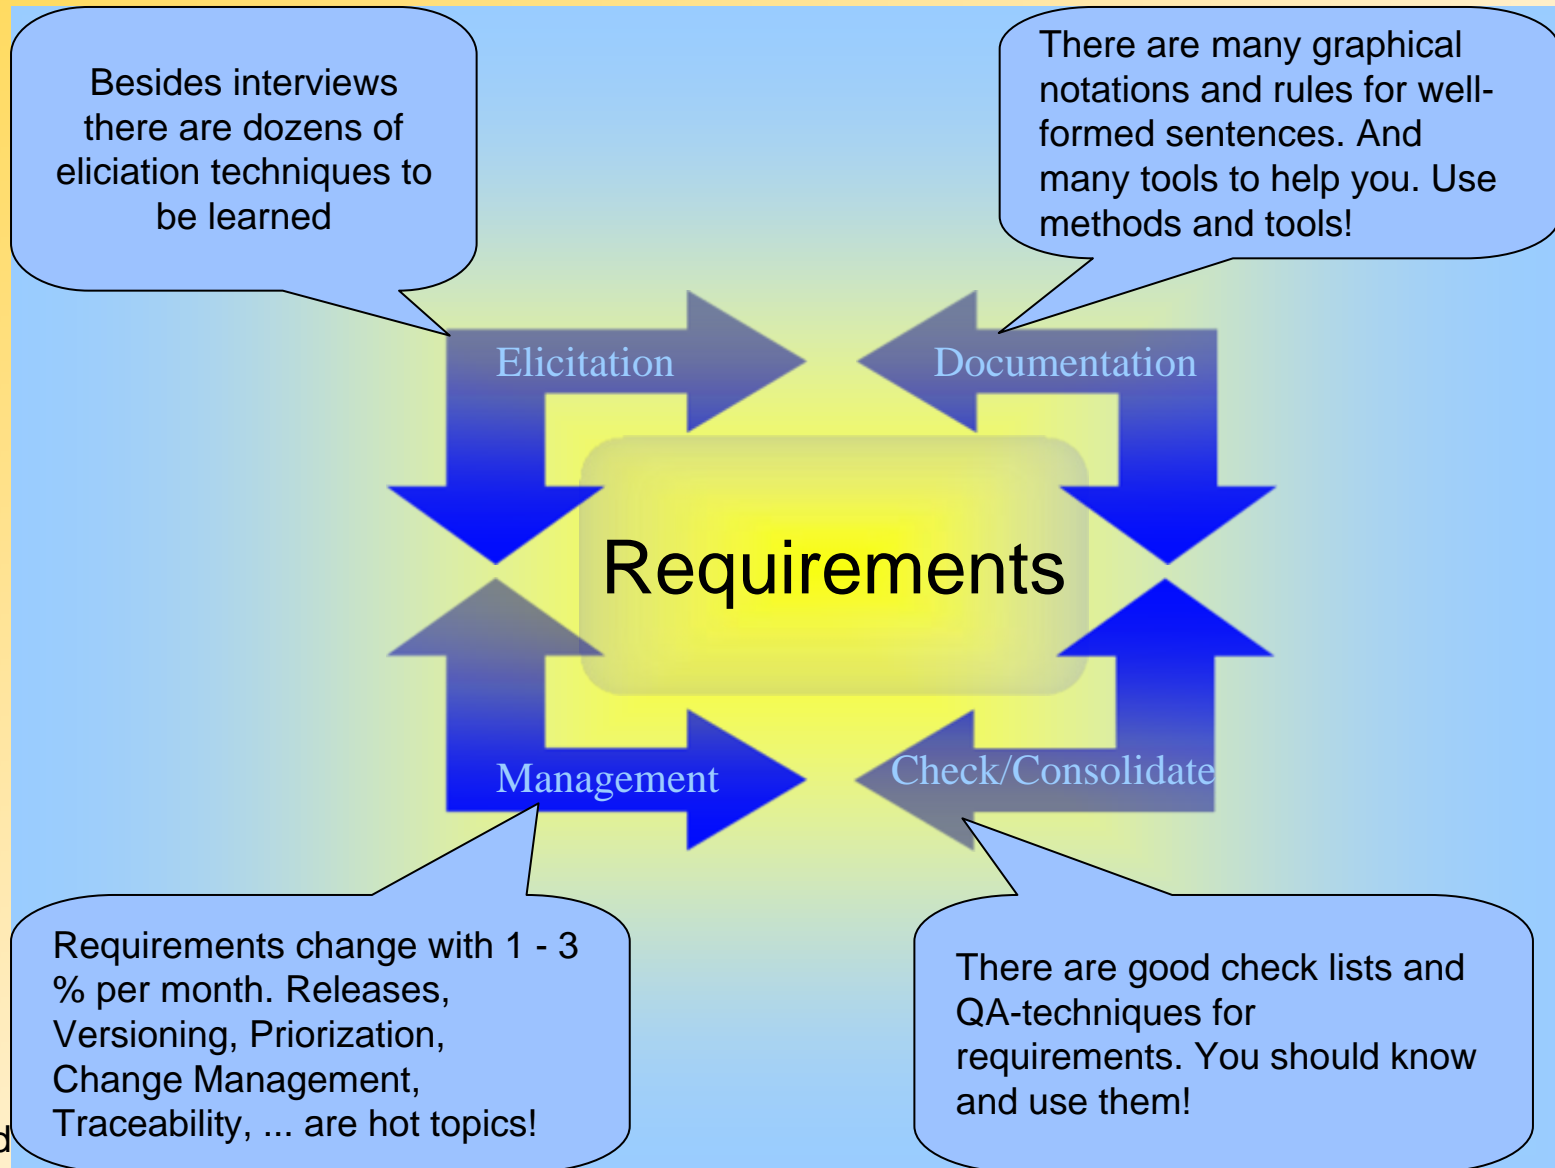 Besides interviews
there are dozens of
eliciation techniques to
be learned
There are many graphical
notations and rules for well-
formed sentences. And
many tools to help you. Use
methods and tools!
Elicitation
Documentation
Requirements
Management
Check/Consolidate
Requirements change with 1 - 3
% per month. Releases,
Versioning, Priorization,
Change Management,
Traceability, ... are hot topics!
There are good check lists and
QA-techniques for
requirements. You should know
and use them!